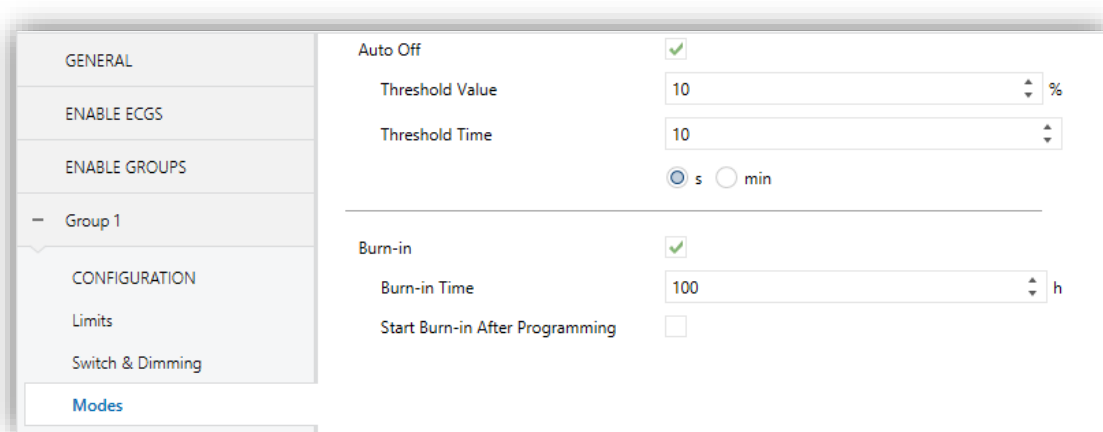 GENERAL
ENABLE ECGS
ENABLE GROUPS
Group 1
CONFIGURATION
Limits
Switch & Dimming
Modes
Auto Off
Threshold Value 10 %
Threshold Time 10
s min
Burn-in
Burn-in Time 100 h
Start Burn-in After Programming